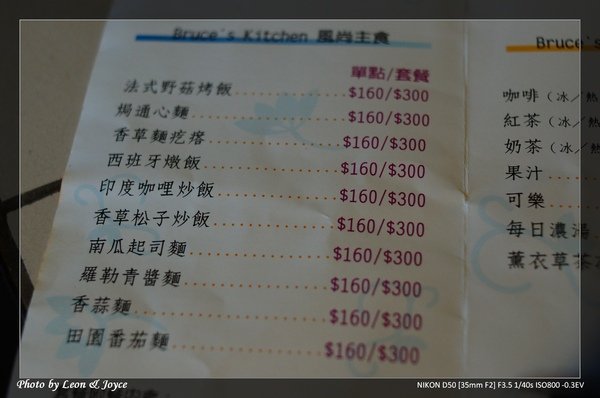 Bruce's Kitchen 風尚主食
單點/套餐
法式野菇烤飯 $160/$300
焗通心麵 $160/$300
香草麵疙瘩 $160/$300
西班牙燉飯 $160/$300
印度咖哩炒飯 $160/$300
香草松子炒飯 $160/$300
南瓜起司麵 $160/$300
羅勒青醬麵 $160/$300
香蒜麵 $160/$300
田園番茄麵 $160/$300
Bruce's
咖啡(冰/熱
紅茶(冰/熱
奶茶(冰/熱
果汁
可樂
每日濃湯
薰衣草茶
Photo by Leon & Joyce
NIKON D50 [35mm F2] F3.5 1/40s ISO800 -0.3EV